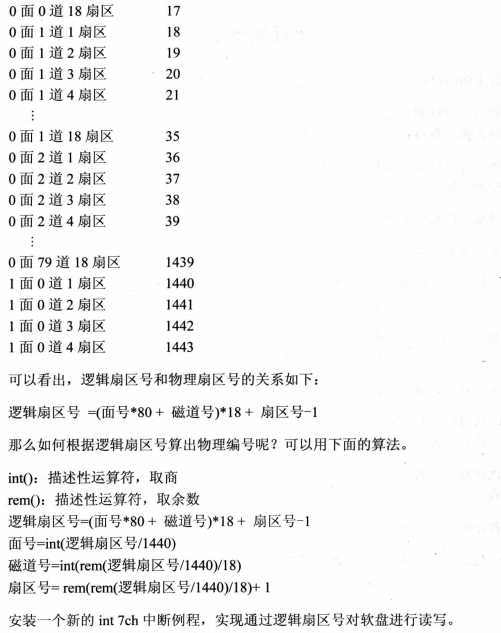 0 面 0 道 18 扇区 17
0 面 1 道 1 扇区 18
0 面 1 道 2 扇区 19
0 面 1 道 3 扇区 20
0 面 1 道 4 扇区 21
⋮
0 面 1 道 18 扇区 35
0 面 2 道 1 扇区 36
0 面 2 道 2 扇区 37
0 面 2 道 3 扇区 38
0 面 2 道 4 扇区 39
⋮
0 面 79 道 18 扇区 1439
1 面 0 道 1 扇区 1440
1 面 0 道 2 扇区 1441
1 面 0 道 3 扇区 1442
1 面 0 道 4 扇区 1443
可以看出，逻辑扇区号和物理扇区号的关系如下：
逻辑扇区号 =(面号*80 + 磁道号)*18 + 扇区号-1
那么如何根据逻辑扇区号算出物理编号呢？可以用下面的算法。
int()：描述性运算符，取商
rem()：描述性运算符，取余数
逻辑扇区号=(面号*80 + 磁道号)*18 + 扇区号-1
面号=int(逻辑扇区号/1440)
磁道号=int(rem(逻辑扇区号/1440)/18)
扇区号= rem(rem(逻辑扇区号/1440)/18)+ 1
安装一个新的 int 7ch 中断例程，实现通过逻辑扇区号对软盘进行读写。